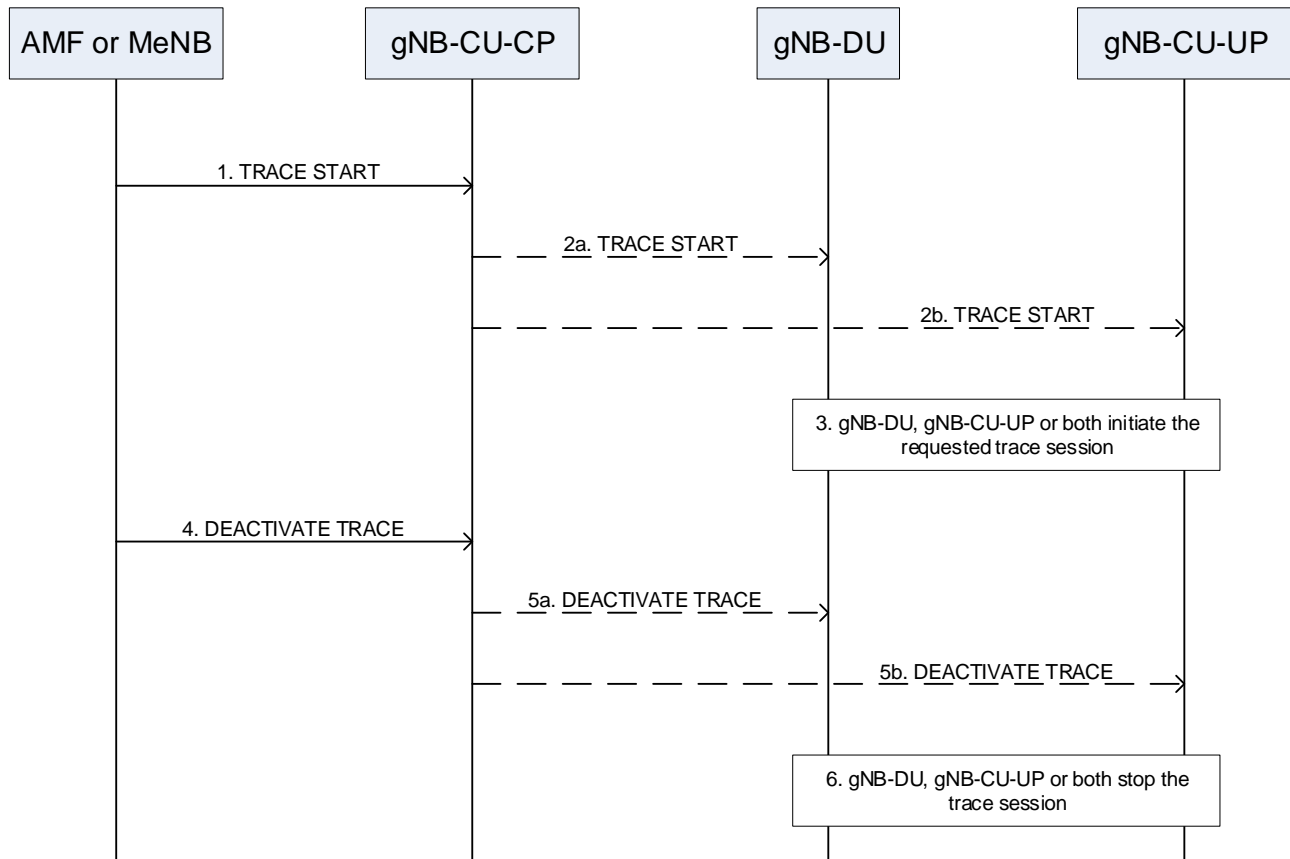 AMF or MeNB
gNB-CU-CP
gNB-DU
gNB-CU-UP
1. TRACE START
2a. TRACE START
2b. TRACE START
3. gNB-DU, gNB-CU-UP or both initiate the
requested trace session
4. DEACTIVATE TRACE
5a. DEACTIVATE TRACE
5b. DEACTIVATE TRACE
6. gNB-DU, gNB-CU-UP or both stop the
trace session